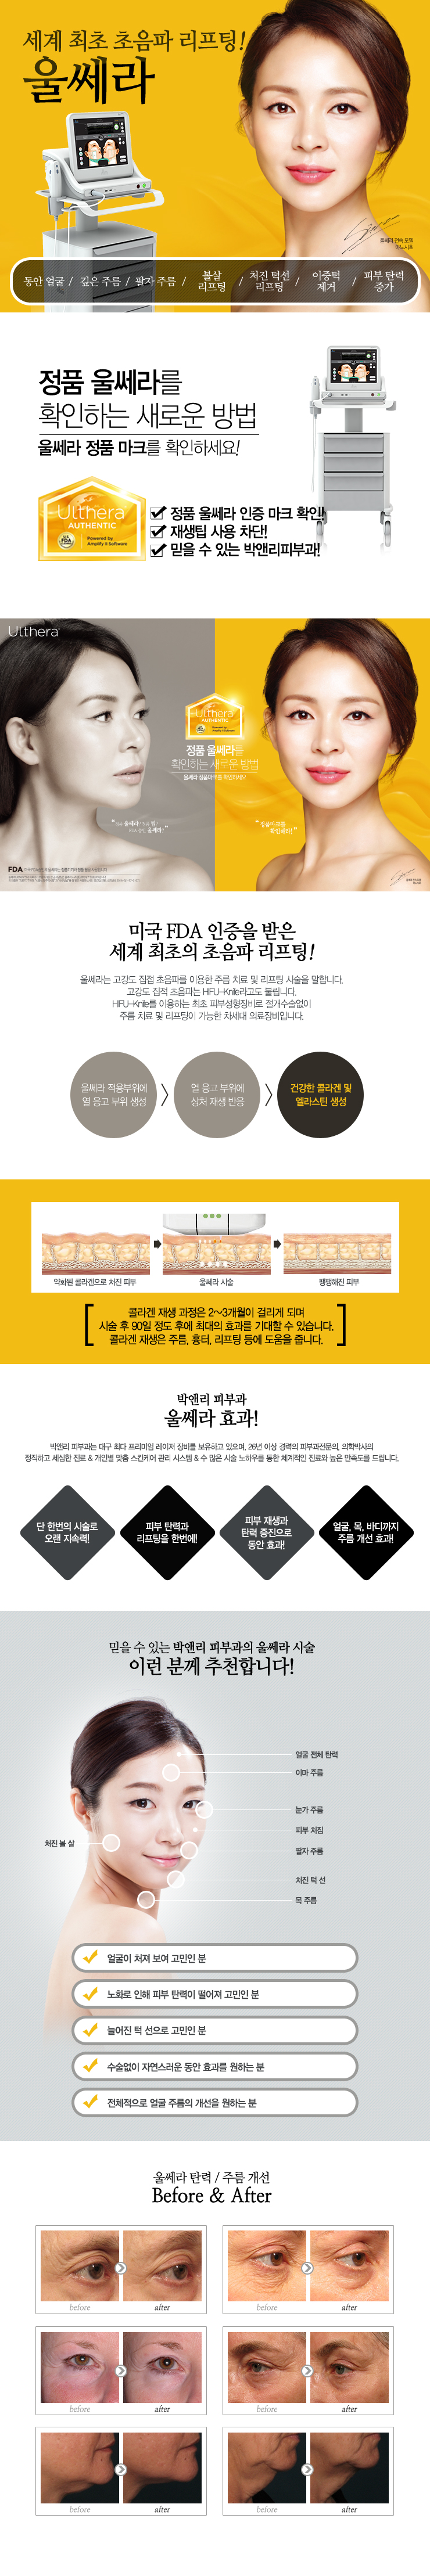 세계 최초 초음파 리프팅!
울쎄라
울쎄라 전속 모델
동안 얼굴 / 깊은 주름 / 팔자 주름 / 볼살 리프팅 / 처진 턱선 리프팅 / 이중턱 제거 / 피부 탄력 증가
정품 울쎄라를
확인하는 새로운 방법
울쎄라 정품 마크를 확인하세요!
Ulthera
AUTHENTIC
Powered by
Amplify II Software
정품 울쎄라 인증 마크 확인!
재생팁 사용 차단!
믿을 수 있는 박앤리피부과!
Ulthera
Ulthera
AUTHENTIC
정품 울쎄라를
확인하는 새로운 방법
울쎄라 정품마크를 확인하세요
"정품마크를
확인해라!"
FDA
미국 FDA 인증을 받은
세계 최초의 초음파 리프팅!
울쎄라는 고강도 집접 초음파를 이용한 주름 치료 및 리프팅 시술을 말합니다.
고강도 집적 초음파는 HIFU-Knife라고도 불립니다.
HIFU-Knife를 이용하는 최초 피부성형장비로 절개수술없이
주름 치료 및 리프팅이 가능한 차세대 의료장비입니다.
울쎄라 적용부위에
열 응고 부위 생성
열 응고 부위에
상처 재생 반응
건강한 콜라겐 및
엘라스틴 생성
약화된 콜라겐으로 처진 피부
울쎄라 시술
팽팽해진 피부
콜라겐 재생 과정은 2~3개월이 걸리게 되며
시술 후 90일 정도 후에 최대의 효과를 기대할 수 있습니다.
콜라겐 재생은 주름, 흉터, 리프팅 등에 도움을 줍니다.
박앤리 피부과
울쎄라 효과!
박앤리 피부과는 대구 최다 프리미엄 레이저 장비를 보유하고 있으며, 26년 이상 경력의 피부과전문의, 의학박사의
정직하고 세심한 진료 & 개인별 맞춤 스킨케어 관리 시스템 & 수 많은 시술 노하우를 통한 체계적인 진료와 높은 만족도를 드립니다.
단 한번의 시술로
오랜 지속력!
피부 탄력과
리프팅을 한번에!
피부 재생과
탄력 증진으로
동안 효과!
얼굴, 목, 바디까지
주름 개선 효과!
믿을 수 있는 박앤리 피부과의 울쎄라 시술
이런 분께 추천합니다!
얼굴 전체 탄력
이마 주름
눈가 주름
피부 처짐
처진 볼 살
팔자 주름
처진 턱 선
목 주름
얼굴이 처져 보여 고민인 분
노화로 인해 피부 탄력이 떨어져 고민인 분
늘어진 턱 선으로 고민인 분
수술없이 자연스러운 동안 효과를 원하는 분
전체적으로 얼굴 주름의 개선을 원하는 분
울쎄라 탄력 / 주름 개선
Before & After
before
after
before
after
before
after
before
after
before
after
before
after